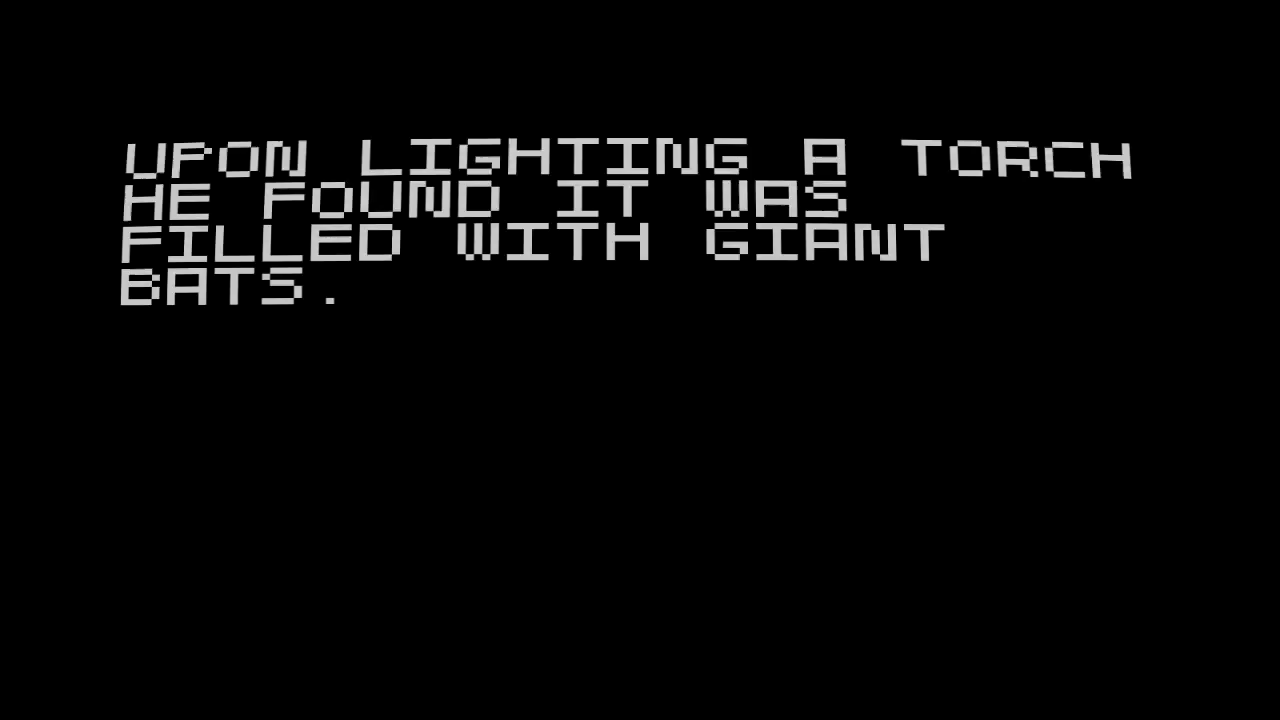 UPON LIGHTING A TORCH
HE FOUND IT WAS
FILLED WITH GIANT
BATS.